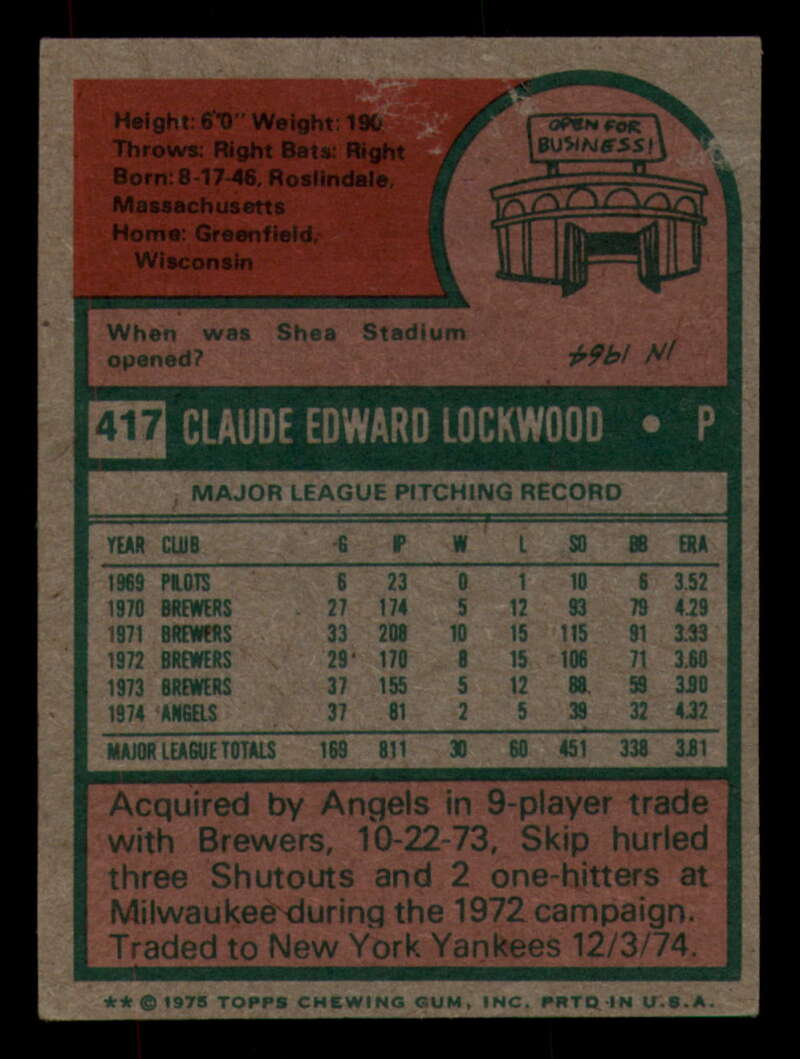 Height: 6'0" Weight: 190
Throws: Right Bats: Right
Born: 8-17-46, Roslindale,
Massachusetts
Home: Greenfield,
Wisconsin
OPEN FOR
BUSINESS!
When was Shea Stadium
opened?
IN 1964
417 CLAUDE EDWARD LOCKWOOD • P
MAJOR LEAGUE PITCHING RECORD
YEAR CLUB G IP W L SO BB ERA
1969 PILOTS 6 23 0 1 10 6 3.52
1970 BREWERS 27 174 5 12 93 79 4.29
1971 BREWERS 33 208 10 15 115 91 3.33
1972 BREWERS 29 170 8 15 106 71 3.60
1973 BREWERS 37 155 5 12 88 59 3.90
1974 ANGELS 37 81 2 5 39 32 4.32
MAJOR LEAGUE TOTALS 169 811 30 60 451 338 3.81
Acquired by Angels in 9-player trade
with Brewers, 10-22-73, Skip hurled
three Shutouts and 2 one-hitters at
Milwaukee during the 1972 campaign.
Traded to New York Yankees 12/3/74.
** © 1975 TOPPS CHEWING GUM, INC. PRTD IN U.S.A.